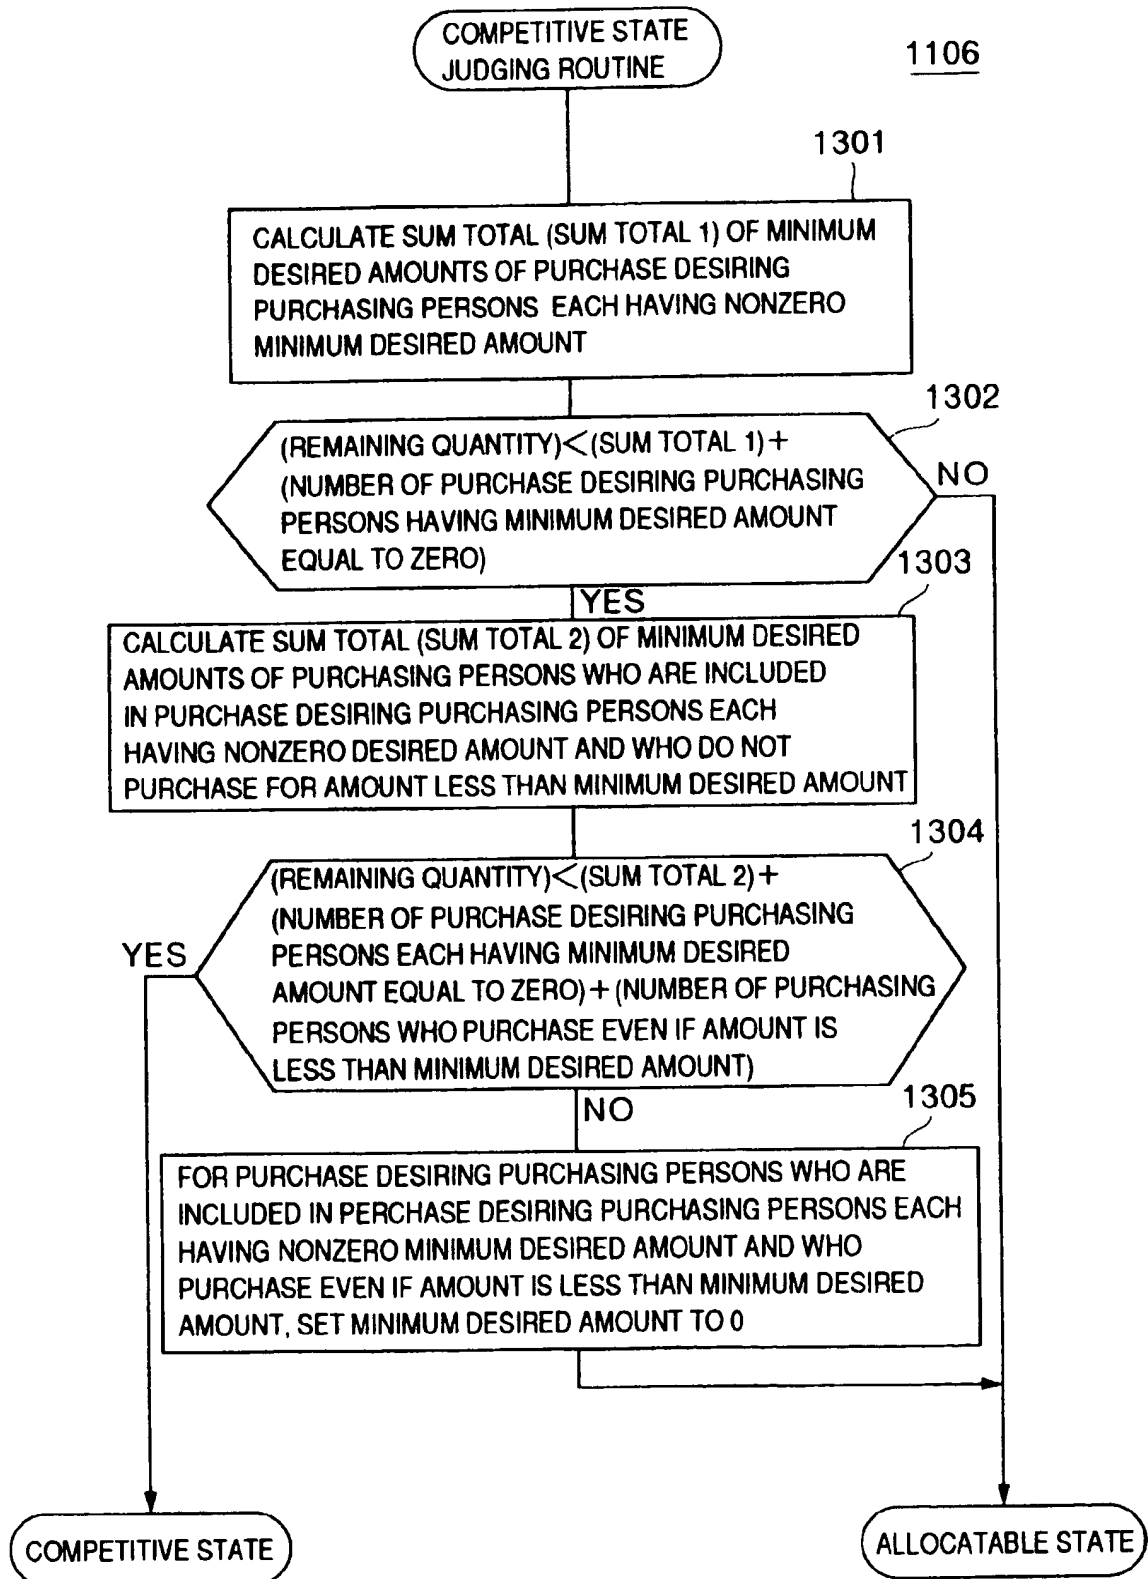 COMPETITIVE STATE
JUDGING ROUTINE
1106
1301
CALCULATE SUM TOTAL (SUM TOTAL 1) OF MINIMUM
DESIRED AMOUNTS OF PURCHASE DESIRING
PURCHASING PERSONS EACH HAVING NONZERO
MINIMUM DESIRED AMOUNT
1302
(REMAINING QUANTITY)<(SUM TOTAL 1)+
(NUMBER OF PURCHASE DESIRING PURCHASING
PERSONS HAVING MINIMUM DESIRED AMOUNT
EQUAL TO ZERO)
NO
YES
1303
CALCULATE SUM TOTAL (SUM TOTAL 2) OF MINIMUM DESIRED
AMOUNTS OF PURCHASING PERSONS WHO ARE INCLUDED
IN PURCHASE DESIRING PURCHASING PERSONS EACH
HAVING NONZERO DESIRED AMOUNT AND WHO DO NOT
PURCHASE FOR AMOUNT LESS THAN MINIMUM DESIRED AMOUNT
1304
(REMAINING QUANTITY)<(SUM TOTAL 2)+
(NUMBER OF PURCHASE DESIRING PURCHASING
PERSONS EACH HAVING MINIMUM DESIRED
AMOUNT EQUAL TO ZERO)+(NUMBER OF PURCHASING
PERSONS WHO PURCHASE EVEN IF AMOUNT IS
LESS THAN MINIMUM DESIRED AMOUNT)
YES
NO
1305
FOR PURCHASE DESIRING PURCHASING PERSONS WHO ARE
INCLUDED IN PERCHASE DESIRING PURCHASING PERSONS EACH
HAVING NONZERO MINIMUM DESIRED AMOUNT AND WHO
PURCHASE EVEN IF AMOUNT IS LESS THAN MINIMUM DESIRED
AMOUNT, SET MINIMUM DESIRED AMOUNT TO 0
COMPETITIVE STATE
ALLOCATABLE STATE